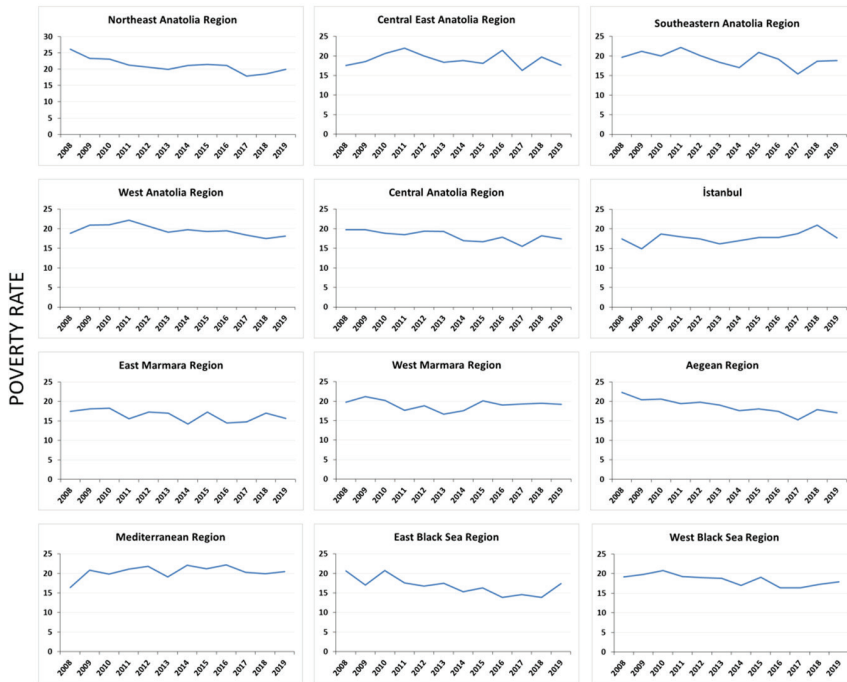 POVERTY RATE
Northeast Anatolia Region
30
25
20
15
10
5
0
2008 2009 2010 2011 2012 2013 2014 2015 2016 2017 2018 2019
Central East Anatolia Region
25
20
15
10
5
0
2008 2009 2010 2011 2012 2013 2014 2015 2016 2017 2018 2019
Southeastern Anatolia Region
25
20
15
10
5
0
2008 2009 2010 2011 2012 2013 2014 2015 2016 2017 2018 2019
West Anatolia Region
25
20
15
10
5
0
2008 2009 2010 2011 2012 2013 2014 2015 2016 2017 2018 2019
Central Anatolia Region
25
20
15
10
5
0
2008 2009 2010 2011 2012 2013 2014 2015 2016 2017 2018 2019
İstanbul
25
20
15
10
5
0
2008 2009 2010 2011 2012 2013 2014 2015 2016 2017 2018 2019
East Marmara Region
25
20
15
10
5
0
2008 2009 2010 2011 2012 2013 2014 2015 2016 2017 2018 2019
West Marmara Region
25
20
15
10
5
0
2008 2009 2010 2011 2012 2013 2014 2015 2016 2017 2018 2019
Aegean Region
25
20
15
10
5
0
2008 2009 2010 2011 2012 2013 2014 2015 2016 2017 2018 2019
Mediterranean Region
25
20
15
10
5
0
2008 2009 2010 2011 2012 2013 2014 2015 2016 2017 2018 2019
East Black Sea Region
25
20
15
10
5
0
2008 2009 2010 2011 2012 2013 2014 2015 2016 2017 2018 2019
West Black Sea Region
25
20
15
10
5
0
2008 2009 2010 2011 2012 2013 2014 2015 2016 2017 2018 2019